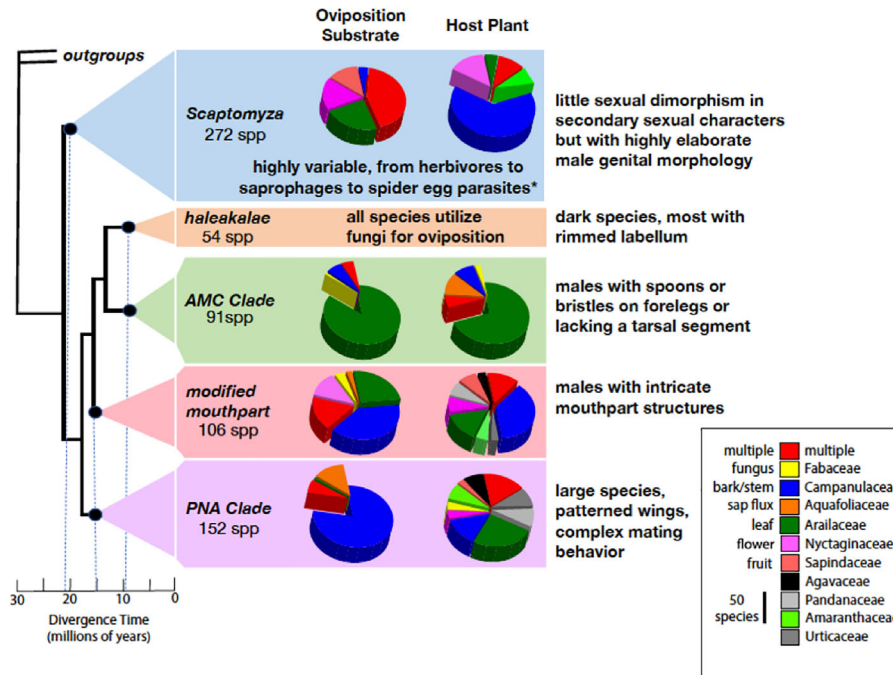 Oviposition
Substrate
Host Plant
outgroups
Scaptomyza
272 spp
highly variable, from herbivores to
saprophages to spider egg parasites*
little sexual dimorphism in
secondary sexual characters
but with highly elaborate
male genital morphology
haleakalae
54 spp
all species utilize
fungi for oviposition
dark species, most with
rimmed labellum
AMC Clade
91spp
males with spoons or
bristles on forelegs or
lacking a tarsal segment
modified
mouthpart
106 spp
males with intricate
mouthpart structures
PNA Clade
152 spp
large species,
patterned wings,
complex mating
behavior
multiple multiple
fungus Fabaceae
bark/stem Campanulacea
sap flux Aquafoliaceae
leaf Arailaceae
flower Nyctaginaceae
fruit Sapindaceae
Agavaceae
50
species
Pandanaceae
Amaranthaceae
Urticaceae
30 20 10 0
Divergence Time
(millions of years)